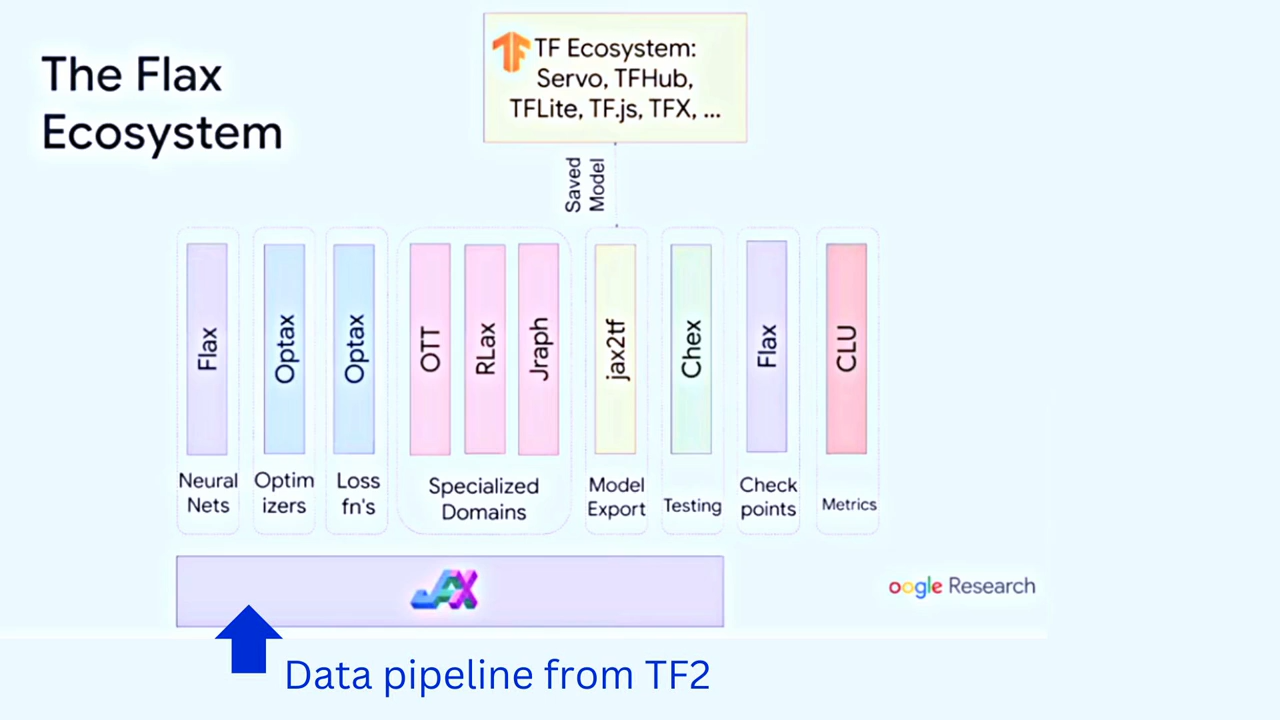 The Flax
Ecosystem
TF Ecosystem:
Servo, TFHub,
TFLite, TF.js, TFX, ...
Saved
Model
Flax
Optax
Optax
OTT
RLax
Jraph
jax2tf
Chex
Flax
CLU
Neural
Nets
Optim
izers
Loss
fn's
Specialized
Domains
Model
Export
Testing
Check
points
Metrics
JAX
oogle Research
Data pipeline from TF2